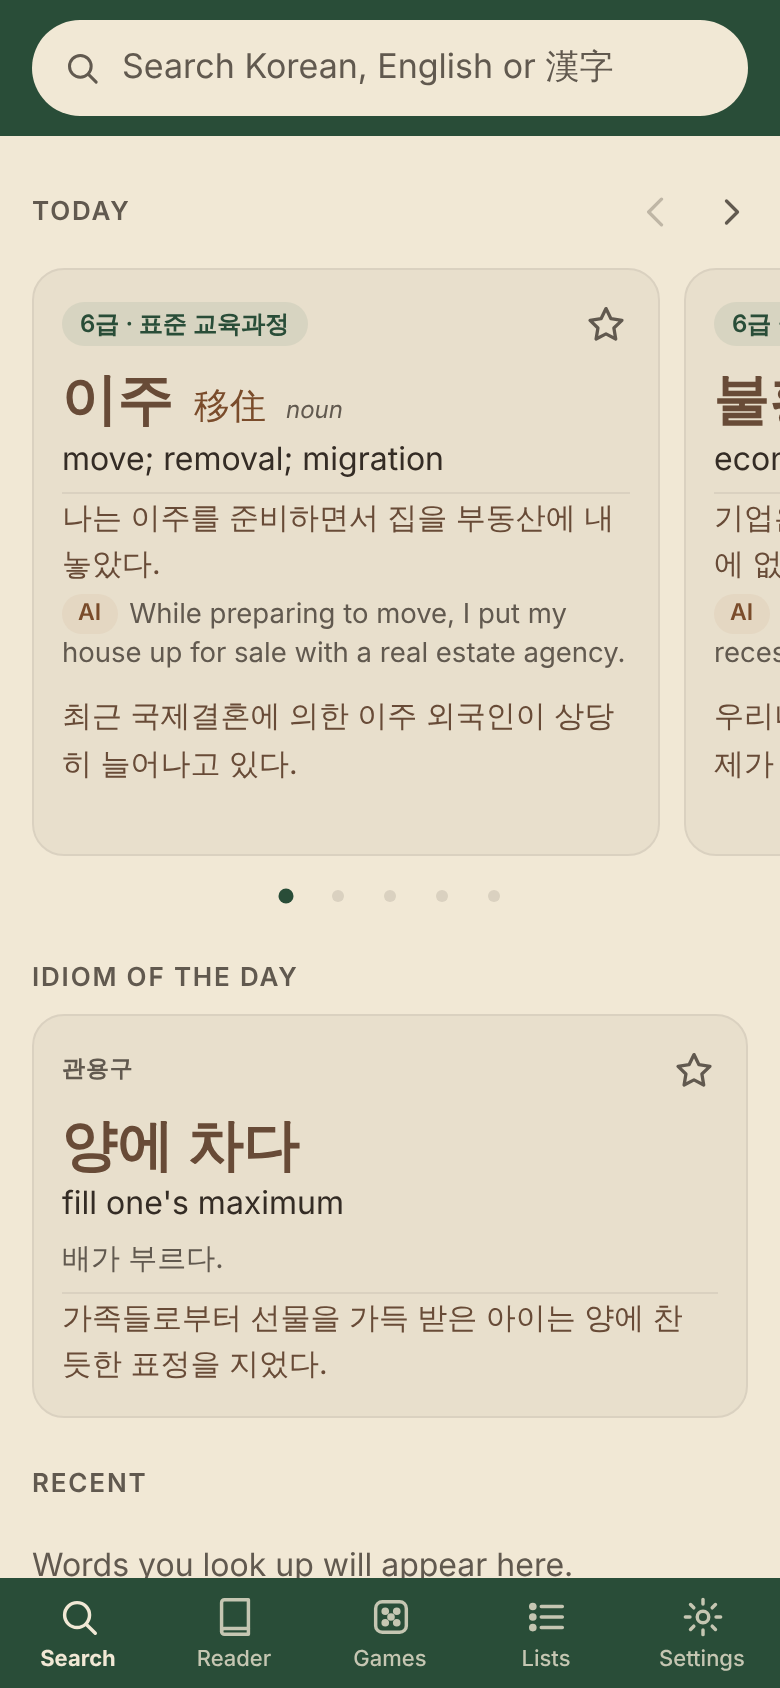 Search Korean, English or 漢字
TODAY
6급 · 표준 교육과정
이주 移住 noun
move; removal; migration
나는 이주를 준비하면서 집을 부동산에 내
놓았다.
AI While preparing to move, I put my
house up for sale with a real estate agency.
최근 국제결혼에 의한 이주 외국인이 상당
히 늘어나고 있다.
6급
AI
우리
제가
에
기업
IDIOM OF THE DAY
관용구
양에 차다
fill one's maximum
배가 부르다.
가족들로부터 선물을 가득 받은 아이는 양에 찬
듯한 표정을 지었다.
RECENT
Words you look up will appear here.
Search
Reader
Games
Lists
Settings